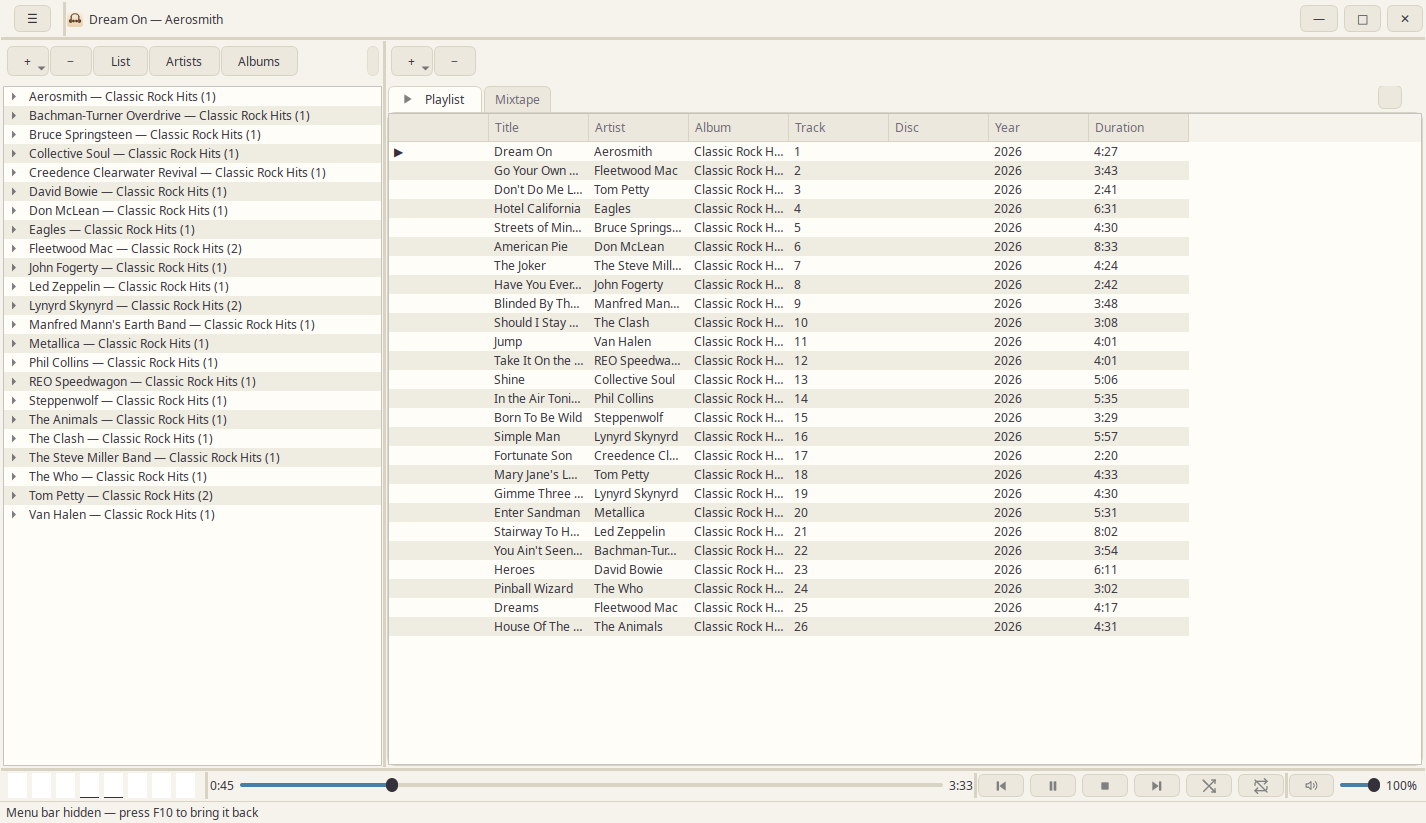 ☰ Dream On — Aerosmith — □ ✕
+ − List Artists Albums + −
Playlist Mixtape
Title Artist Album Track Disc Year Duration
Aerosmith — Classic Rock Hits (1)
Bachman-Turner Overdrive — Classic Rock Hits (1)
Bruce Springsteen — Classic Rock Hits (1)
Collective Soul — Classic Rock Hits (1)
Creedence Clearwater Revival — Classic Rock Hits (1)
David Bowie — Classic Rock Hits (1)
Don McLean — Classic Rock Hits (1)
Eagles — Classic Rock Hits (1)
Fleetwood Mac — Classic Rock Hits (2)
John Fogerty — Classic Rock Hits (1)
Led Zeppelin — Classic Rock Hits (1)
Lynyrd Skynyrd — Classic Rock Hits (2)
Manfred Mann's Earth Band — Classic Rock Hits (1)
Metallica — Classic Rock Hits (1)
Phil Collins — Classic Rock Hits (1)
REO Speedwagon — Classic Rock Hits (1)
Steppenwolf — Classic Rock Hits (1)
The Animals — Classic Rock Hits (1)
The Clash — Classic Rock Hits (1)
The Steve Miller Band — Classic Rock Hits (1)
The Who — Classic Rock Hits (1)
Tom Petty — Classic Rock Hits (2)
Van Halen — Classic Rock Hits (1)
▶ Dream On Aerosmith Classic Rock H... 1 2026 4:27
Go Your Own ... Fleetwood Mac Classic Rock H... 2 2026 3:43
Don't Do Me L... Tom Petty Classic Rock H... 3 2026 2:41
Hotel California Eagles Classic Rock H... 4 2026 6:31
Streets of Min... Bruce Springs... Classic Rock H... 5 2026 4:30
American Pie Don McLean Classic Rock H... 6 2026 8:33
The Joker The Steve Mill... Classic Rock H... 7 2026 4:24
Have You Ever... John Fogerty Classic Rock H... 8 2026 2:42
Blinded By Th... Manfred Man... Classic Rock H... 9 2026 3:48
Should I Stay ... The Clash Classic Rock H... 10 2026 3:08
Jump Van Halen Classic Rock H... 11 2026 4:01
Take It On the ... REO Speedwa... Classic Rock H... 12 2026 4:01
Shine Collective Soul Classic Rock H... 13 2026 5:06
In the Air Toni... Phil Collins Classic Rock H... 14 2026 5:35
Born To Be Wild Steppenwolf Classic Rock H... 15 2026 3:29
Simple Man Lynyrd Skynyrd Classic Rock H... 16 2026 5:57
Fortunate Son Creedence Cl... Classic Rock H... 17 2026 2:20
Mary Jane's L... Tom Petty Classic Rock H... 18 2026 4:33
Gimme Three ... Lynyrd Skynyrd Classic Rock H... 19 2026 4:30
Enter Sandman Metallica Classic Rock H... 20 2026 5:31
Stairway To H... Led Zeppelin Classic Rock H... 21 2026 8:02
You Ain't Seen... Bachman-Tur... Classic Rock H... 22 2026 3:54
Heroes David Bowie Classic Rock H... 23 2026 6:11
Pinball Wizard The Who Classic Rock H... 24 2026 3:02
Dreams Fleetwood Mac Classic Rock H... 25 2026 4:17
House Of The ... The Animals Classic Rock H... 26 2026 4:31
0:45 3:33 100%
Menu bar hidden — press F10 to bring it back